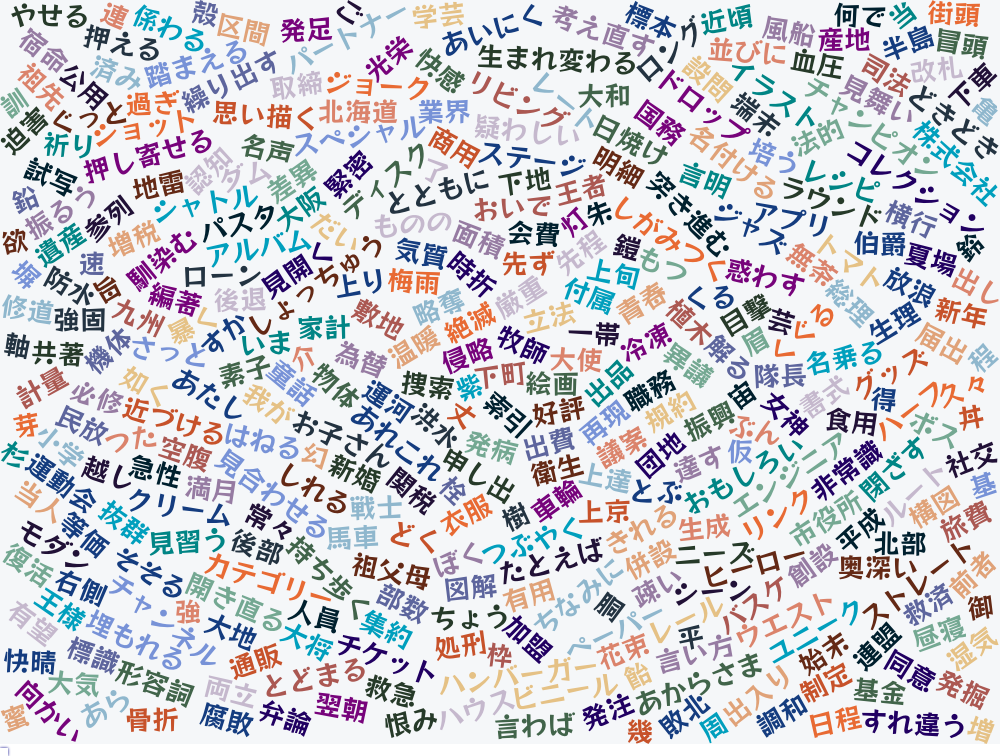 やせる
連
係わる
殻
区間
発足
ご
パートナー
学芸
あいにく
考え直す
標本
ロング
近頃
風船
何で
産地
当
街頭
半島
冒頭
宿命
押える
踏まえる
済み
繰り出す
光栄
快感
生まれ変わる
並びに
血圧
司法
改札
事
祖先
公用
取締
ジョーク
リビング
レート
大和
ドロップ
設問
イラスト
チャンピオン
見舞い
どきどき
下
亀
訓
迫害
ぐっと
過ぎ
ショット
思い描く
北海道
業界
疑わしい
国務
端末
法的
株式会社
祈り
押し寄せる
名声
スペシャル
商用
ステージ
日焼け
名付ける
培う
レシピ
コレクション
試写
地雷
認知
グム
差異
緊密
ディスク
マ
とともに
下地
王者
明細
突き進む
言明
ラウンド
横行
鉛
振るう
参列
シャトル
パスタ
大阪
だい
ものの
面積
おいで
会費
灯
朱
しがみつく
ジャズ
アプリ
伯爵
夏場
欲
遺産
増税
馴染む
アルバム
見開く
しょっちゅう
気質
時折
先ず
先程
鎧
もつ
惑わす
無茶
トマト
総理
放浪
出し
堀
防水
速
ローン
編著
後退
上り
梅雨
略奪
厳重
上旬
付属
青春
くる
目撃
芸
ぐる
生理
新年
修道
強固
九州
暴く
すか
いま
家計
敷地
温暖
絶滅
立法
一帯
冷凍
植木
眉
名乗る
届出
程
軸
共著
機体
さっと
素子
介
為替
侵略
牧師
大使
異議
隊長
グッズ
計量
必修
如く
あたし
童話
物体
運河
捜索
紫
下町
絵画
出品
職務
宙
女神
書式
得
ハーフ
久々
芽
民放
近づける
我が
お子さん
あれこれ
洪水
丈
索引
好評
再現
規約
振興
ぶん
食用
ボス
丼
小学
つた
空腹
はねる
幻
新婚
関税
申し出
発病
出費
議案
団地
達す
仮
おもしろい
エンジニア
非常識
閉ざす
社交
杉
運動会
越し
急性
満月
見合わせる
しれる
戦士
栓
衣服
樹
車輪
衛生
上達
上京
とぶ
リンク
市役所
ルート
構図
基
当人
等価
抜群
クリーム
見習う
常々
後部
馬車
どく
つぶやく
きれる
生成
平成
北部
旅費
モダン
そそる
復活
右側
カテゴリー
持ち歩く
祖父母
ぼく
図解
たとえば
併設
ニーズ
ヒーロー
創設
奥深い
ストレート
前者
王様
チャンネル
開き直る
人員
部数
集約
有用
ちなみに
胴
疎い
シーン
バスケ
ユニーク
救済
御
有望
埋もれる
強
大地
大将
チケット
ちょう
処刑
加盟
ペーパー
花束
レール
平
ウエスト
始末
連盟
昼寝
湿気
快晴
標識
形容詞
通販
とどまる
救急
枠
ハンバーガー
飴
言い方
あからさま
出入り
制定
同意
発掘
向かい
大気
あら
両立
翌朝
ハウス
ビニール
基金
蜜
骨折
腐敗
弁論
恨み
言わば
発注
幾
敗北
周
調和
日程
すれ違う
増